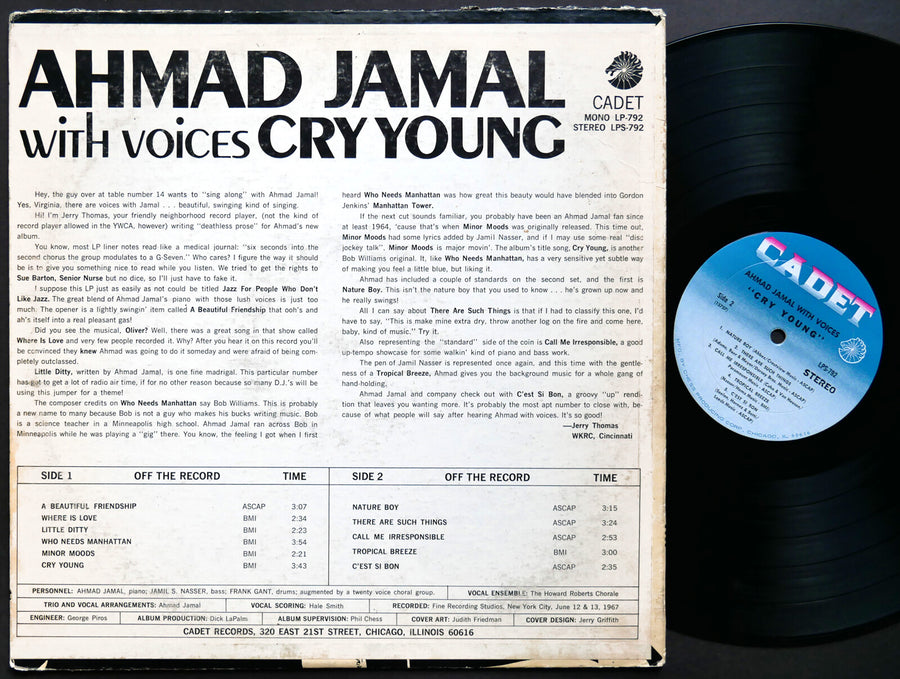 AHMAD JAMAL
with voices CRY YOUNG
CADET
MONO LP-792
STEREO LPS-792
Hey, the guy over at table number 14 wants to "sing along" with Ahmad Jamal!
Yes, Virginia, there are voices with Jamal . . . beautiful, swinging kind of singing.
Hi! I'm Jerry Thomas, your friendly neighborhood record player, (not the kind of
record player allowed in the YWCA, however) writing "deathless prose" for Ahmad's new
album.
You know, most LP liner notes read like a medical journal: "six seconds into the
second chorus the group modulates to a G-Seven." Who cares? I figure the way it should
be is to give you something nice to read while you listen. We tried to get the rights to
Sue Barton, Senior Nurse but no dice, so I'll just have to fake it.
I suppose this LP just as easily as not could be titled Jazz For People Who Don't
Like Jazz. The great blend of Ahmad Jamal's piano with those lush voices is just too
much. The opener is a lightly swingin' item called A Beautiful Friendship that ooh's and
ah's itself into a real pleasant gas!
Did you see the musical, Oliver? Well, there was a great song in that show called
Where Is Love and very few people recorded it. Why? After you hear it on this record you'll
be convinced they knew Ahmad was going to do it someday and were afraid of being com-
pletely outclassed.
Little Ditty, written by Ahmad Jamal, is one fine madrigal. This particular number
has got to get a lot of radio air time, if for no other reason because so many D.J.'s will be
using this jumper for a theme!
The composer credits on Who Needs Manhattan say Bob Williams. This is probably
a new name to many because Bob is not a guy who makes his bucks writing music. Bob
is a science teacher in a Minneapolis high school. Ahmad Jamal ran across Bob in
Minneapolis while he was playing a "gig" there. You know, the feeling I got when I first
heard Who Needs Manhattan was how great this beauty would have blended into Gordon
Jenkins' Manhattan Tower.
If the next cut sounds familiar, you probably have been an Ahmad Jamal fan since
at least 1964, 'cause that's when Minor Moods was originally released. This time out,
Minor Moods had some lyrics added by Jamil Nasser, and if I may use some real "disc
jockey talk", Minor Moods is major movin'. The album's title song, Cry Young, is another
Bob Williams original. It, like Who Needs Manhattan, has a very sensitive yet subtle way
of making you feel a little blue, but liking it.
Ahmad has included a couple of standards on the second set, and the first is
Nature Boy. This isn't the nature boy that you used to know . . . he's grown up now and
he really swings!
All I can say about There Are Such Things is that if I had to classify this one, I'd
have to say, "This is make mine extra dry, throw another log on the fire and come here,
baby, kind of music." Try it.
Also representing the "standard" side of the coin is Call Me Irresponsible, a good
up-tempo showcase for some walkin' kind of piano and bass work.
The pen of Jamil Nasser is represented once again, and this time with the gentle-
ness of a Tropical Breeze, Ahmad gives you the background music for a whole gang of
hand-holding.
Ahmad Jamal and company check out with C'est Si Bon, a groovy "up" rendi-
tion that leaves you wanting more. It's probably the most apt number to close with, be-
cause of what people will say after hearing Ahmad with voices. It's so good!
—Jerry Thomas
WKRC, Cincinnati
SIDE 1 OFF THE RECORD TIME
A BEAUTIFUL FRIENDSHIP ASCAP 3:07
WHERE IS LOVE BMI 2:34
LITTLE DITTY BMI 2:23
WHO NEEDS MANHATTAN BMI 3:54
MINOR MOODS BMI 2:21
CRY YOUNG BMI 3:43
SIDE 2 OFF THE RECORD TIME
NATURE BOY ASCAP 3:15
THERE ARE SUCH THINGS ASCAP 3:24
CALL ME IRRESPONSIBLE ASCAP 2:53
TROPICAL BREEZE BMI 3:00
C'EST SI BON ASCAP 2:35
PERSONNEL: AHMAD JAMAL, piano; JAMIL S. NASSER, bass; FRANK GANT, drums; augmented by a twenty voice choral group. VOCAL ENSEMBLE: The Howard Roberts Chorale
TRIO AND VOCAL ARRANGEMENTS: Ahmad Jamal VOCAL SCORING: Hale Smith RECORDED: Fine Recording Studios, New York City, June 12 & 13, 1967
ENGINEER: George Piros ALBUM PRODUCTION: Dick LaPalm ALBUM SUPERVISION: Phil Chess COVER ART: Judith Friedman COVER DESIGN: Jerry Griffith
CADET RECORDS, 320 EAST 21ST STREET, CHICAGO, ILLINOIS 60616
CADET
AHMAD JAMAL WITH VOICES
"CRY YOUNG"
Side 2
LPS-792
STEREO
1. NATURE BOY
2. THERE ARE SUCH THINGS
3. CALL ME IRRESPONSIBLE
4. TROPICAL BREEZE
5. C'EST SI BON